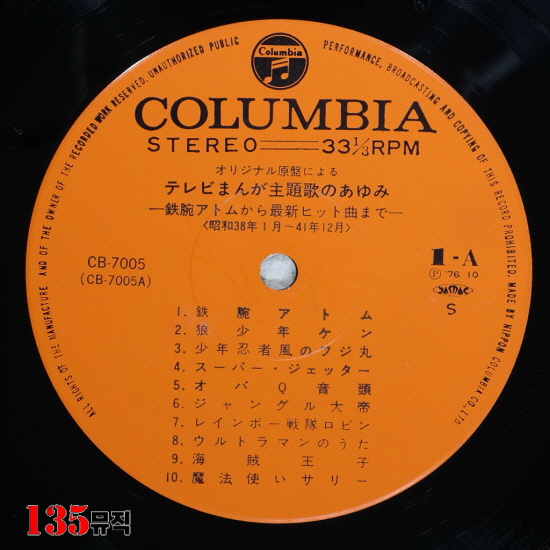 ALL RIGHTS OF THE MANUFACTURE AND OF THE OWNER OF THE RECORDED WORK RESERVED, UNAUTHORIZED PUBLIC PERFORMANCE, BROADCASTING AND COPYING OF THIS RECORD PROHIBITED, MADE BY NIPPON COLUMBIA CO., LTD
Columbia
COLUMBIA
STEREO 33 1/3 RPM
オリジナル原盤による
テレビまんが主題歌のあゆみ
—鉄腕アトムから最新ヒット曲まで—
〈昭和38年1月〜41年12月〉
CB-7005
(CB-7005A)
1-A
Ⓟ '76.10
JASRAC
S
1. 鉄腕アトム
2. 狼少年ケン
3. 少年忍者風のフジ丸
4. スーパー・ジェッター
5. オバQ音頭
6. ジャングル大帝
7. レインボー戦隊ロビン
8. ウルトラマンのうた
9. 海賊王子
10. 魔法使いサリー
135뮤직